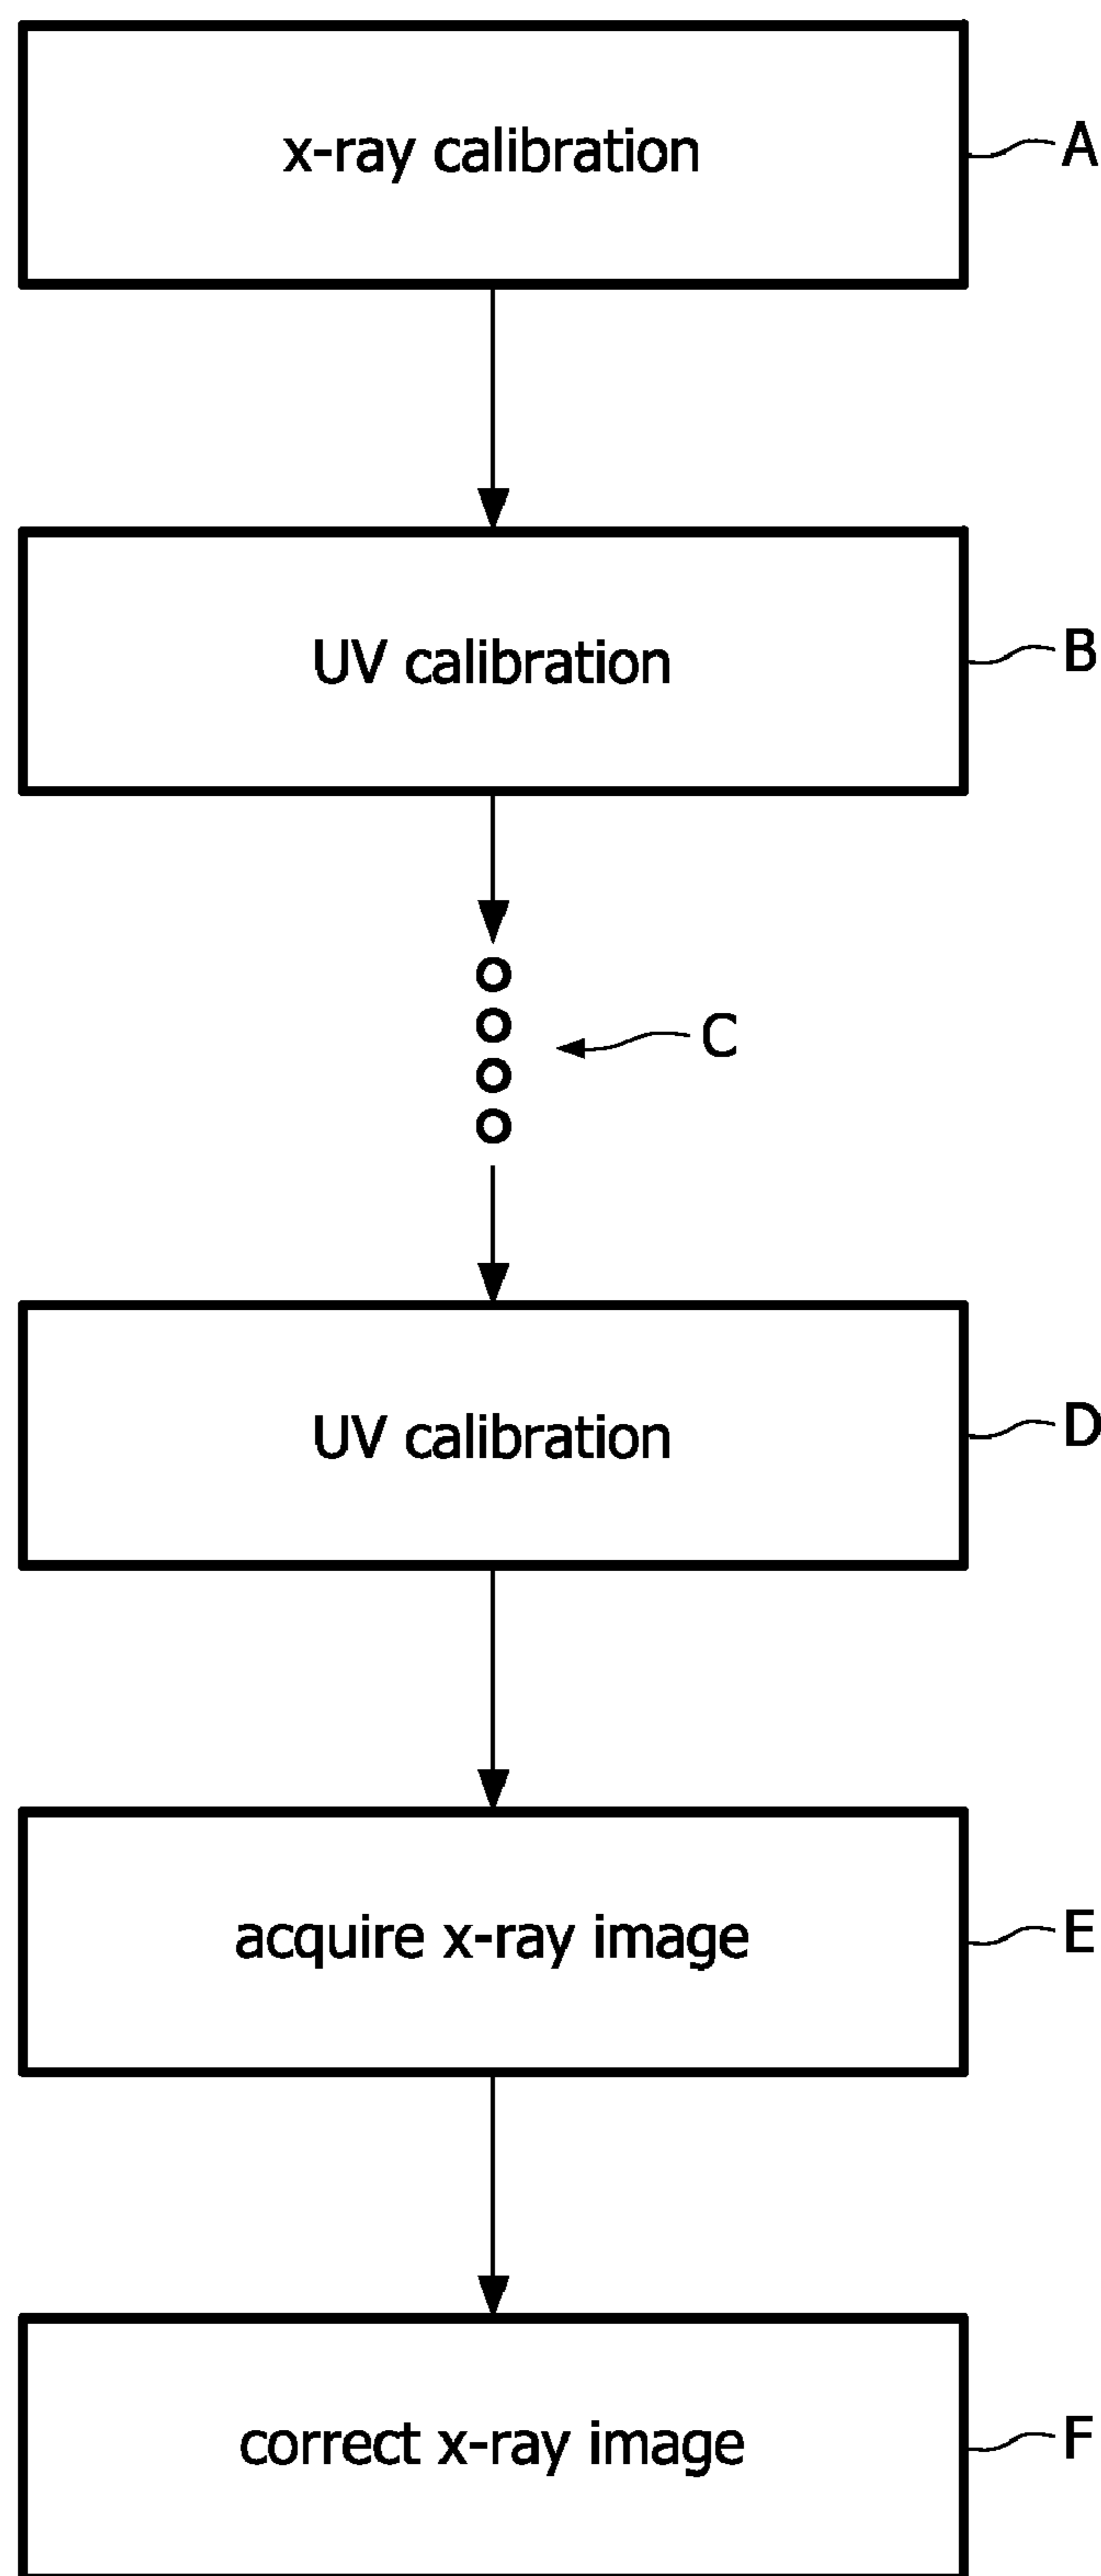 x-ray calibration
A
UV calibration
B
C
UV calibration
D
acquire x-ray image
E
correct x-ray image
F